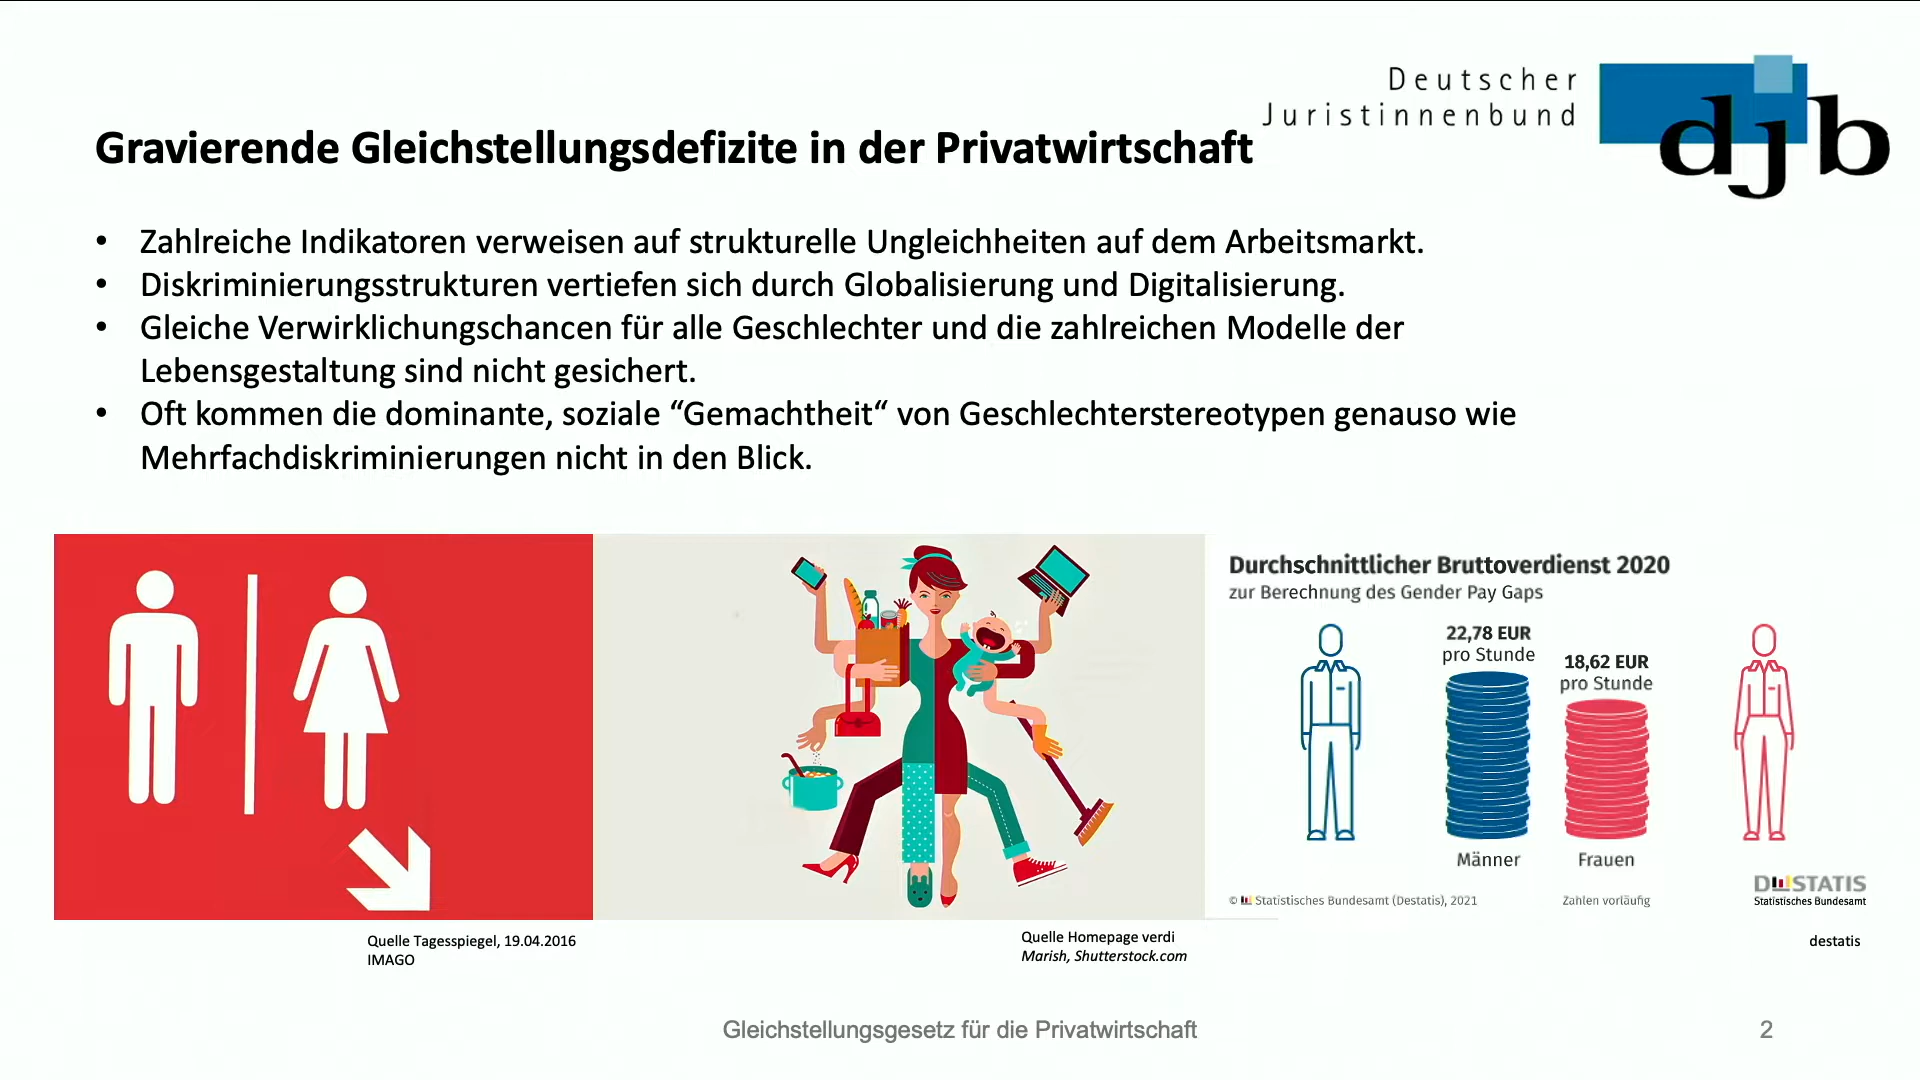 Deutscher
Juristinnenbund
djb
Gravierende Gleichstellungsdefizite in der Privatwirtschaft
• Zahlreiche Indikatoren verweisen auf strukturelle Ungleichheiten auf dem Arbeitsmarkt.
• Diskriminierungsstrukturen vertiefen sich durch Globalisierung und Digitalisierung.
• Gleiche Verwirklichungschancen für alle Geschlechter und die zahlreichen Modelle der
Lebensgestaltung sind nicht gesichert.
• Oft kommen die dominante, soziale “Gemachtheit“ von Geschlechterstereotypen genauso wie
Mehrfachdiskriminierungen nicht in den Blick.
Durchschnittlicher Bruttoverdienst 2020
zur Berechnung des Gender Pay Gaps
22,78 EUR
pro Stunde
18,62 EUR
pro Stunde
Männer
Frauen
© Statistisches Bundesamt (Destatis), 2021
Zahlen vorläufig
DESTATIS
Statistisches Bundesamt
Quelle Tagesspiegel, 19.04.2016
IMAGO
Quelle Homepage verdi
Marish, Shutterstock.com
destatis
Gleichstellungsgesetz für die Privatwirtschaft
2